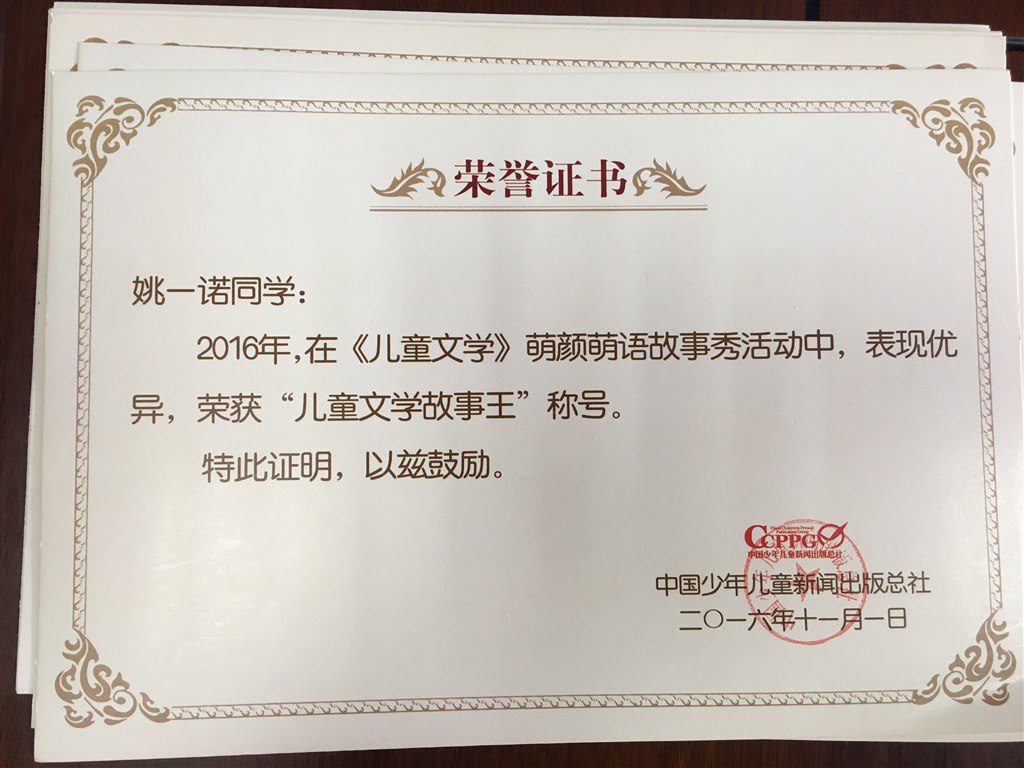 荣誉证书
姚一诺同学：
2016年，在《儿童文学》萌颜萌语故事秀活动中，表现优
异，荣获“儿童文学故事王”称号。
特此证明，以兹鼓励。
CCPPG
中国少年儿童新闻出版总社
中国少年儿童新闻出版总社
二〇一六年十一月一日